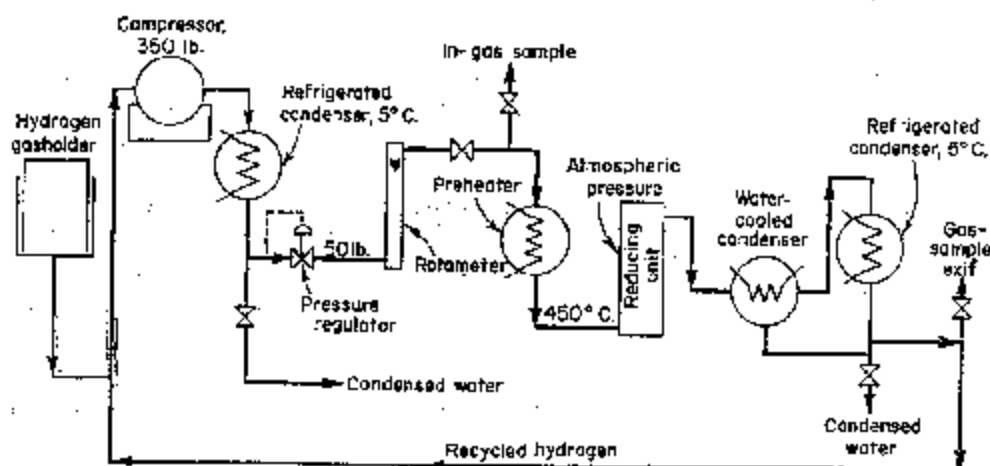 Compressor,
350 lb.
Hydrogen
gasholder
Refrigerated
condenser, 5° C.
50 lb.
Pressure
regulator
Condensed water
Rotameter
In-gas sample
Preheater
450° C.
Atmospheric
pressure
Reducing
unit
Water-
cooled
condenser
Refrigerated
condenser, 5° C.
Gas-
sample
exit
Condensed
water
Recycled hydrogen